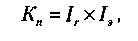 Kₙ = Iᵣ × Iₛ,